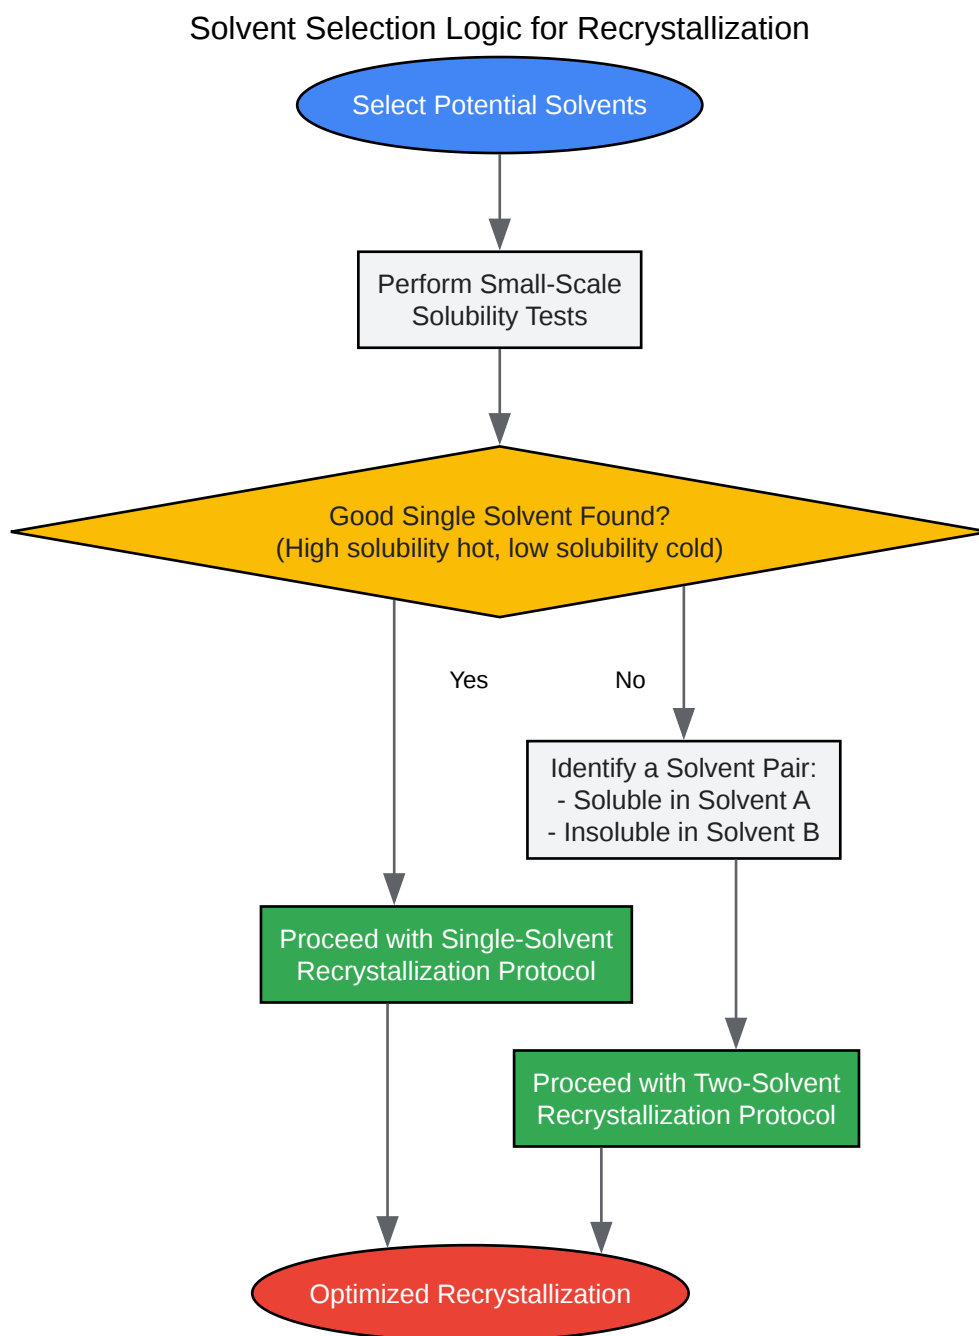 Solvent Selection Logic for Recrystallization
Select Potential Solvents
Perform Small-Scale
Solubility Tests
Good Single Solvent Found?
(High solubility hot, low solubility cold)
Yes
No
Identify a Solvent Pair:
- Soluble in Solvent A
- Insoluble in Solvent B
Proceed with Single-Solvent
Recrystallization Protocol
Proceed with Two-Solvent
Recrystallization Protocol
Optimized Recrystallization